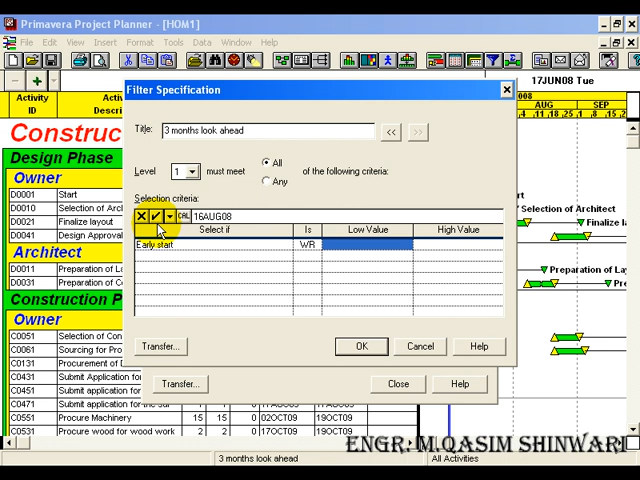 Primavera Project Planner - [HOM1]
File Edit View Insert Format Tools Data Window Help
17JUN08 Tue
Activity ID
Filter Specification
Title: 3 months look ahead << >>
Level 1 must meet All of the following criteria:
Any
Selection criteria:
CAL 16AUG08
Select if Is Low Value High Value
Early start WR
Transfer... OK Cancel Help
Transfer... Close Help
AUG SEP
Construc
Design Phase
Owner
D0001 Start
D0010 Selection of Arch
D0021 Finalize layout
D0041 Design Approva
Architect
D0011 Preparation of La
D0031 Preparation of C
Construction P
Owner
C0051 Selection of Con
C0061 Sourcing for Pro
C0131 Procurement of D
C0431 Submit Application for
C0451 Submit application for
C0471 Submit application for the sul
C0551 Procure Machinery 15 15 0 02OCT09 19OCT09
C0571 Procure wood for wood work 2 2 0 17OCT09 19OCT09
Selection of Architect
Finalize layout
Preparation of L
Prep
ENGR: M.QASIM SHINWARI
3 months look ahead All Activities